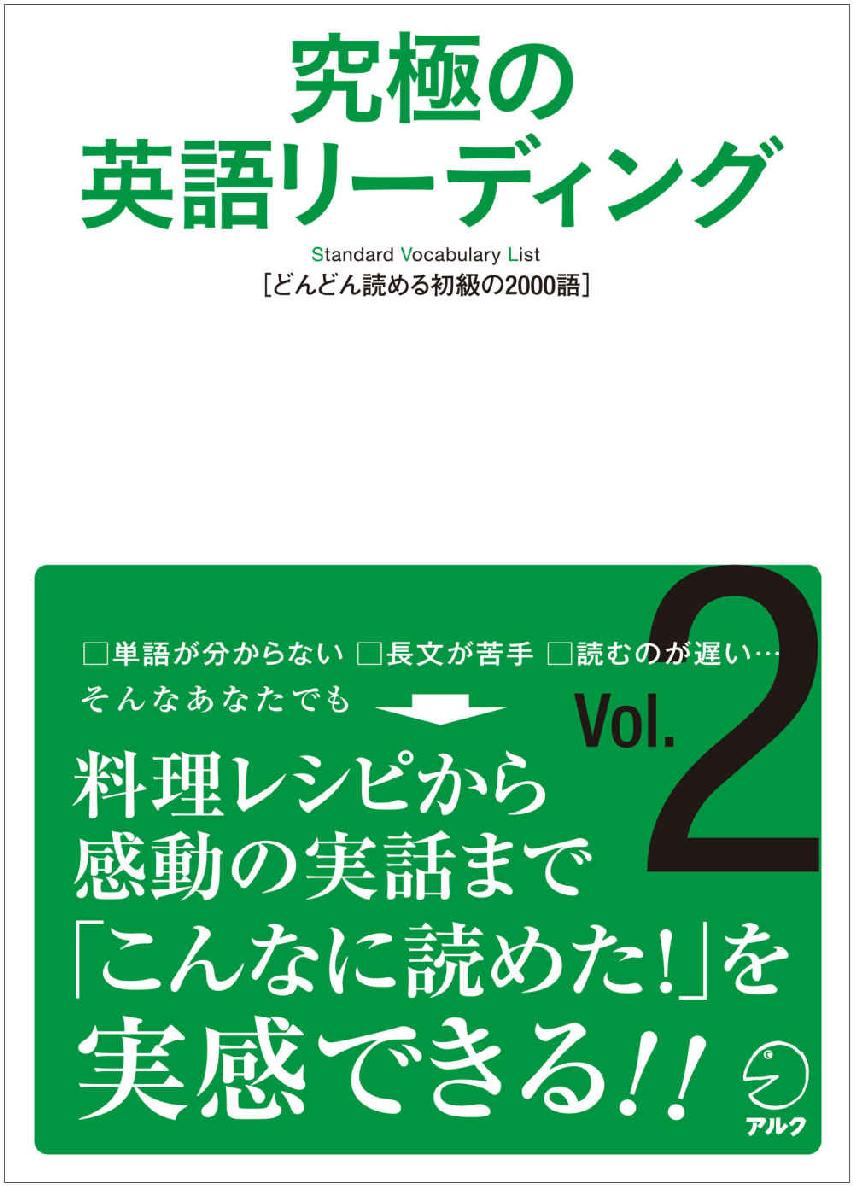 究極の
英語リーディング
Standard Vocabulary List
[どんどん読める初級の2000語]
□単語が分からない □長文が苦手 □読むのが遅い…
そんなあなたでも
Vol.2
料理レシピから
感動の実話まで
「こんなに読めた!」を
実感できる!!
アルク